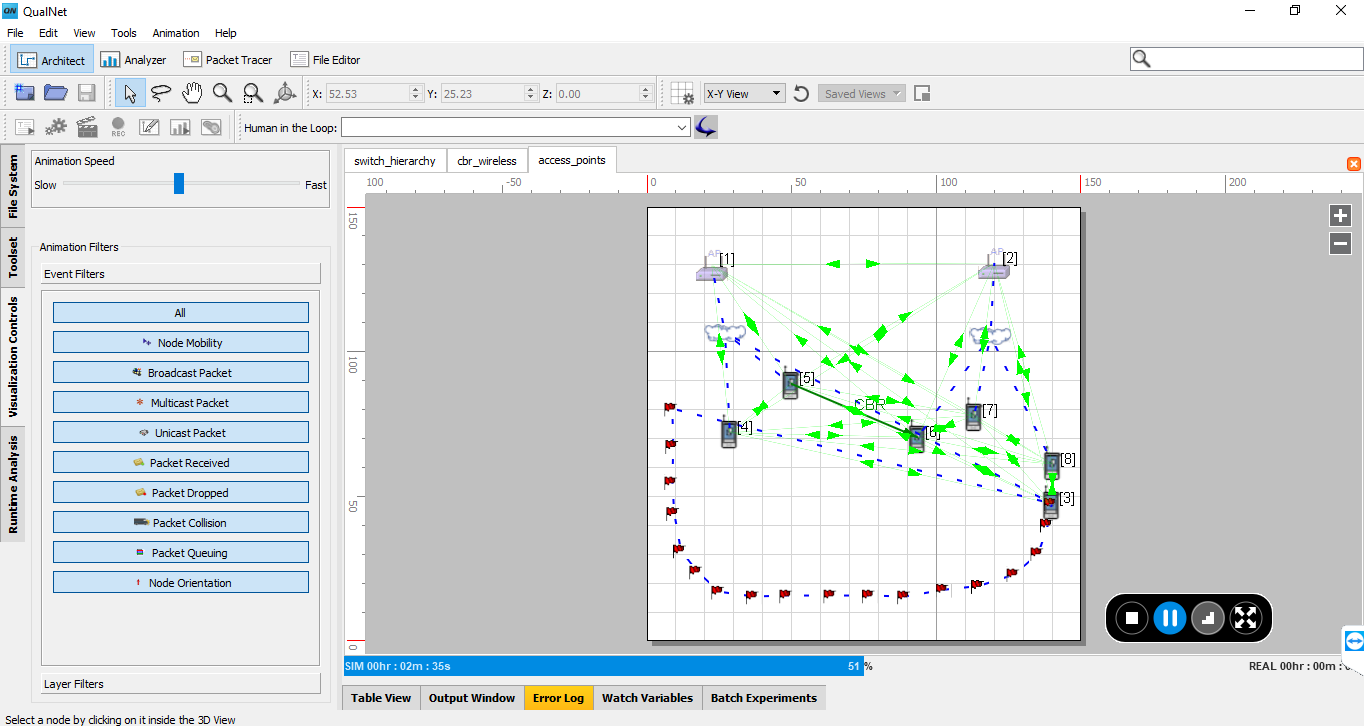 QualNet
File Edit View Tools Animation Help
Architect Analyzer Packet Tracer File Editor
X: 52.53 Y: 25.23 Z: 0.00 X-Y View Saved Views
REC Human in the Loop:
File System
Toolset
Visualization Controls
Runtime Analysis
Animation Speed
Slow Fast
Animation Filters
Event Filters
All
Node Mobility
Broadcast Packet
Multicast Packet
Unicast Packet
Packet Received
Packet Dropped
Packet Collision
Packet Queuing
Node Orientation
Layer Filters
switch_hierarchy cbr_wireless access_points
100 -50 0 50 100 150 200
150
100
50
0
AP [1]
AP [2]
[5]
CBR
[7]
[4]
[6]
[8]
[3]
SIM 00hr : 02m : 35s 51 % REAL 00hr : 00m :
Table View Output Window Error Log Watch Variables Batch Experiments
Select a node by clicking on it inside the 3D View